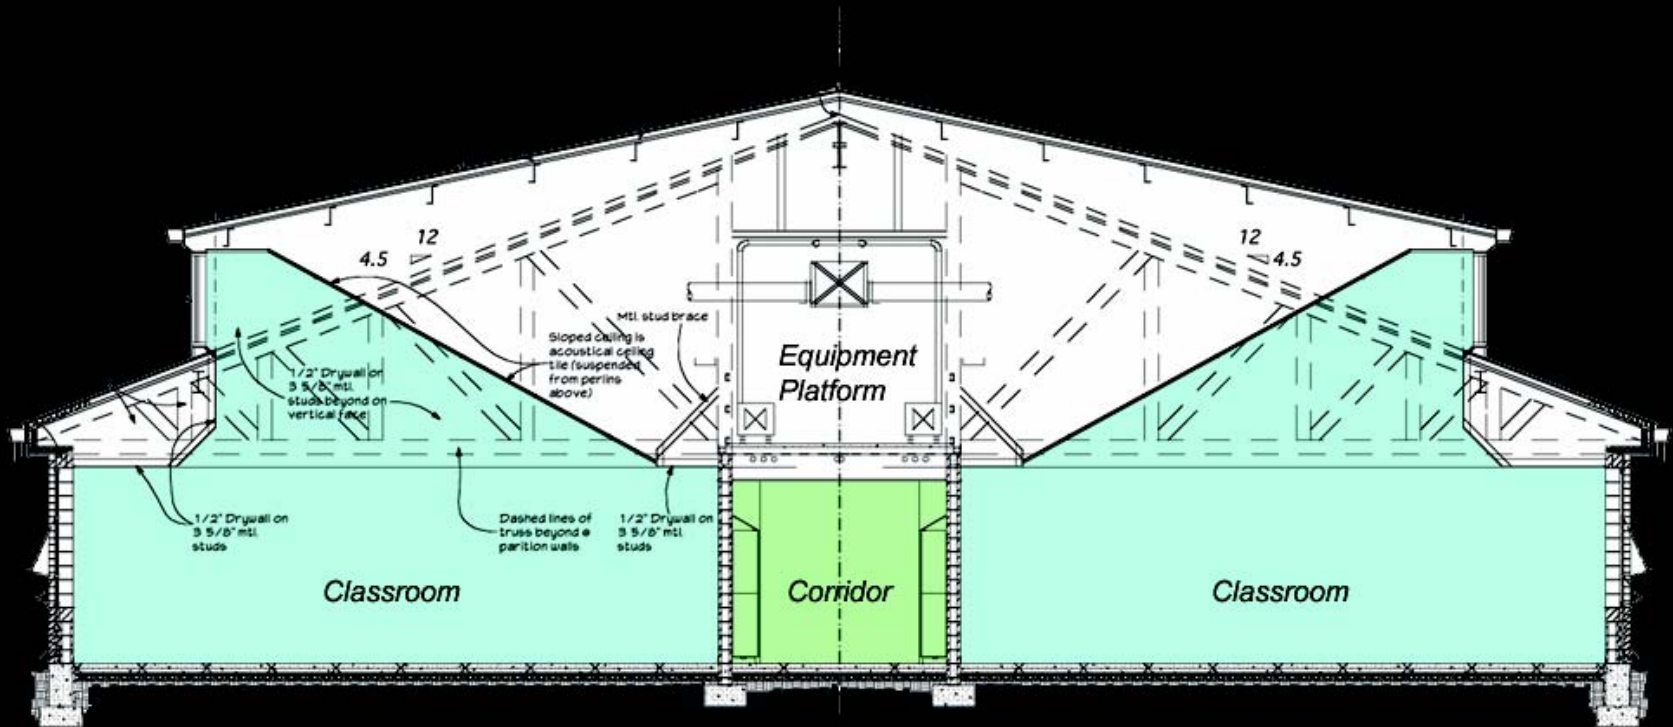 12
4.5
12
4.5
Mtl. stud brace
Sloped ceiling is
acoustical ceiling
tile (suspended
from perlins
above)
Equipment
Platform
1/2" Drywall on
3 5/8" mtl.
studs beyond on
vertical face
1/2" Drywall on
3 5/8" mtl.
studs
Dashed lines of
truss beyond @
parition walls
1/2" Drywall on
3 5/8" mtl.
studs
Classroom
Corridor
Classroom